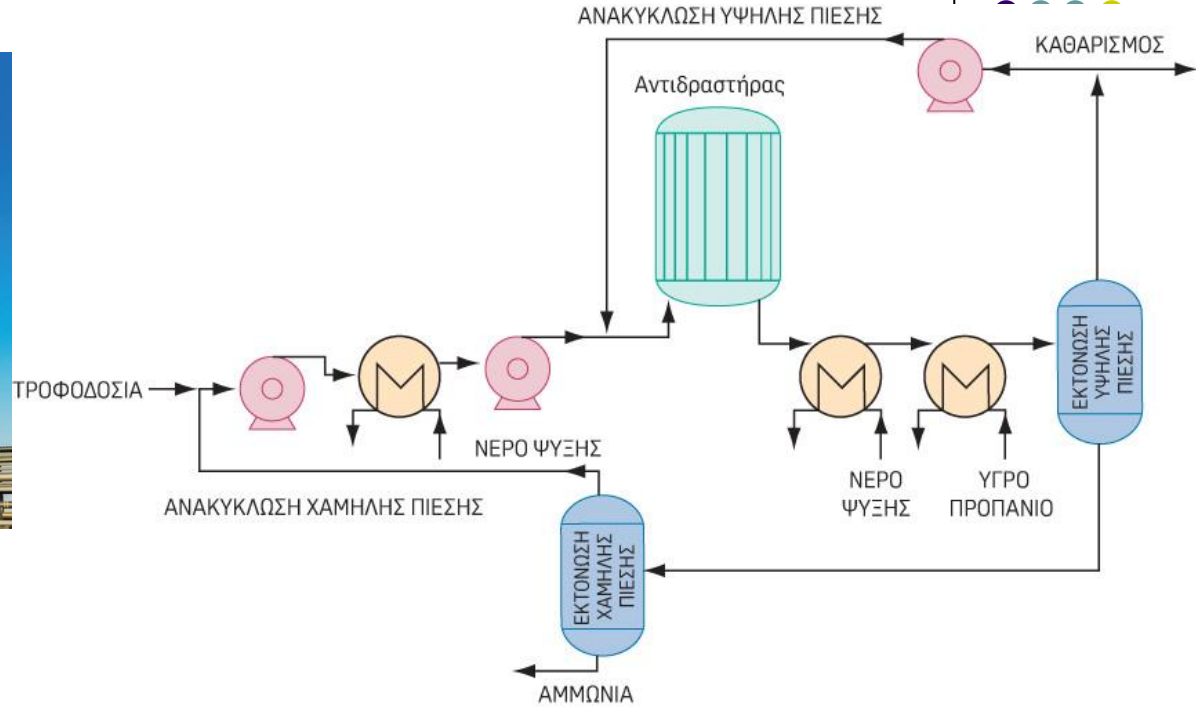 ΑΝΑΚΥΚΛΩΣΗ ΥΨΗΛΗΣ ΠΙΕΣΗΣ
ΚΑΘΑΡΙΣΜΟΣ
Αντιδραστήρας
ΤΡΟΦΟΔΟΣΙΑ
ΝΕΡΟ ΨΥΞΗΣ
ΑΝΑΚΥΚΛΩΣΗ ΧΑΜΗΛΗΣ ΠΙΕΣΗΣ
ΝΕΡΟ
ΨΥΞΗΣ
ΥΓΡΟ
ΠΡΟΠΑΝΙΟ
ΕΚΤΟΝΩΣΗ
ΥΨΗΛΗΣ
ΠΙΕΣΗΣ
ΕΚΤΟΝΩΣΗ
ΧΑΜΗΛΗΣ
ΠΙΕΣΗΣ
ΑΜΜΩΝΙΑ